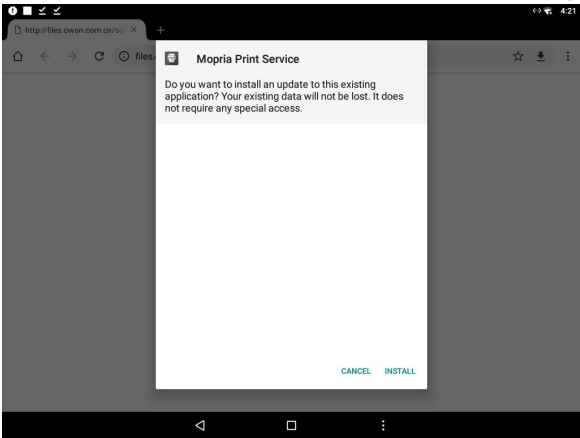 4:21
http://files.owon.com.cn/sof
files.
Mopria Print Service
Do you want to install an update to this existing
application? Your existing data will not be lost. It does
not require any special access.
CANCEL INSTALL